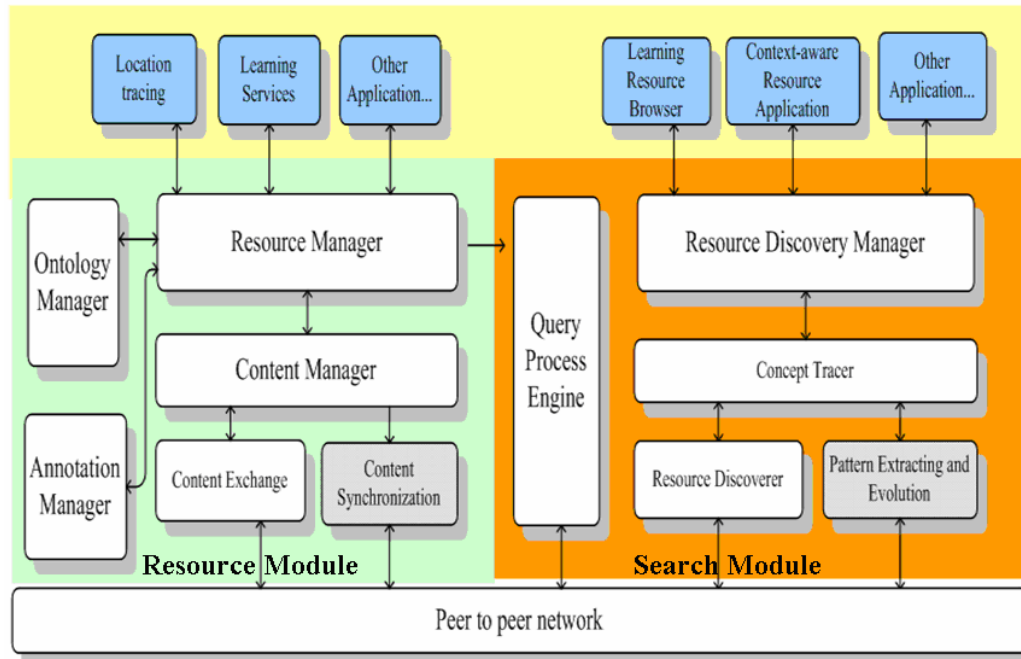 Location
tracing
Learning
Services
Other
Application...
Learning
Resource
Browser
Context-aware
Resource
Application
Other
Application...
Ontology
Manager
Resource Manager
Content Manager
Annotation
Manager
Content Exchange
Content
Synchronization
Resource Module
Query
Process
Engine
Resource Discovery Manager
Concept Tracer
Resource Discoverer
Pattern Extracting and
Evolution
Search Module
Peer to peer network